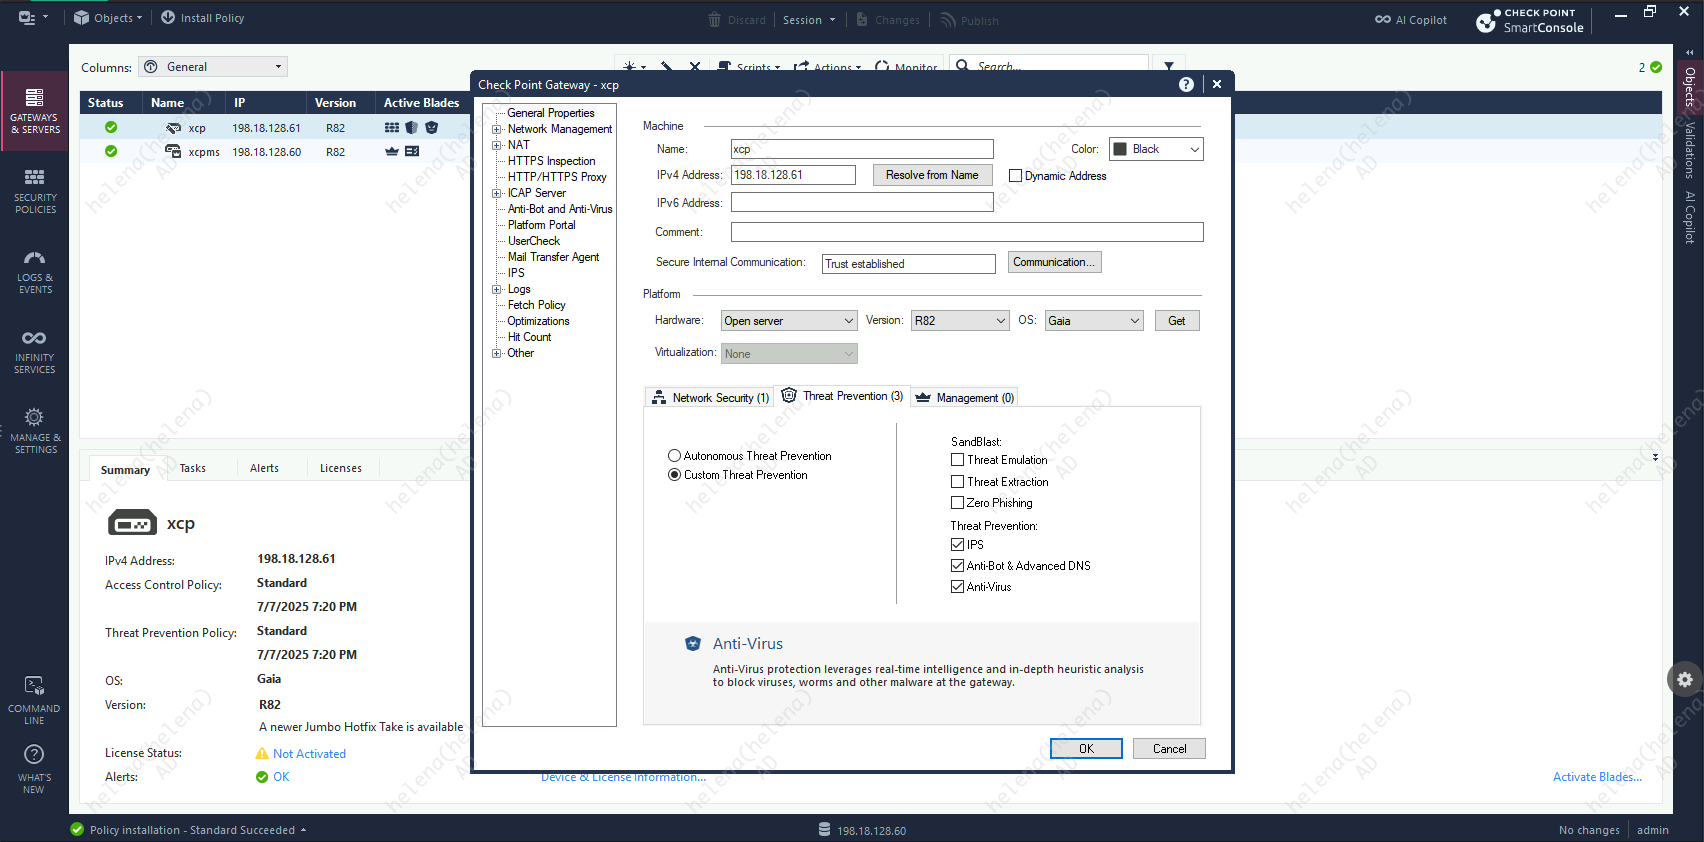 Objects
Install Policy
Discard
Session
Changes
Publish
AI Copilot
CHECK POINT
SmartConsole
GATEWAYS
& SERVERS
SECURITY
POLICIES
LOGS &
EVENTS
INFINITY
SERVICES
MANAGE &
SETTINGS
COMMAND
LINE
WHAT'S
NEW
Columns:
General
Scripts
Actions
Monitor
Search...
2
Status
Name
IP
Version
Active Blades
xcp
198.18.128.61
R82
xcpms
198.18.128.60
R82
Check Point Gateway - xcp
General Properties
Network Management
NAT
HTTPS Inspection
HTTP/HTTPS Proxy
ICAP Server
Anti-Bot and Anti-Virus
Platform Portal
UserCheck
Mail Transfer Agent
IPS
Logs
Fetch Policy
Optimizations
Hit Count
Other
Machine
Name:
xcp
Color:
Black
IPv4 Address:
198.18.128.61
Resolve from Name
Dynamic Address
IPv6 Address:
Comment:
Secure Internal Communication:
Trust established
Communication...
Platform
Hardware:
Open server
Version:
R82
OS:
Gaia
Get
Virtualization:
None
Network Security (1)
Threat Prevention (3)
Management (0)
Autonomous Threat Prevention
Custom Threat Prevention
SandBlast:
Threat Emulation
Threat Extraction
Zero Phishing
Threat Prevention:
IPS
Anti-Bot & Advanced DNS
Anti-Virus
Anti-Virus
Anti-Virus protection leverages real-time intelligence and in-depth heuristic analysis
to block viruses, worms and other malware at the gateway.
OK
Cancel
Summary
Tasks
Alerts
Licenses
xcp
IPv4 Address:
198.18.128.61
Access Control Policy:
Standard
7/7/2025 7:20 PM
Threat Prevention Policy:
Standard
7/7/2025 7:20 PM
OS:
Gaia
Version:
R82
A newer Jumbo Hotfix Take is available
License Status:
Not Activated
Alerts:
OK
Device & License Information...
Activate Blades...
Objects
Validations
AI Copilot
Policy installation - Standard Succeeded
198.18.128.60
No changes
admin
helena(helena)
AD